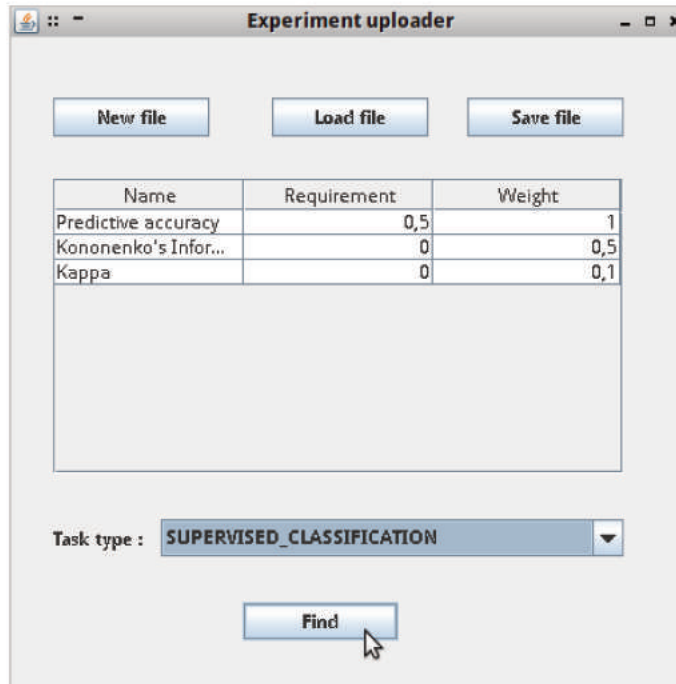 Experiment uploader
New file Load file Save file
Name Requirement Weight
Predictive accuracy 0,5 1
Kononenko's Infor... 0 0,5
Kappa 0 0,1
Task type : SUPERVISED_CLASSIFICATION
Find